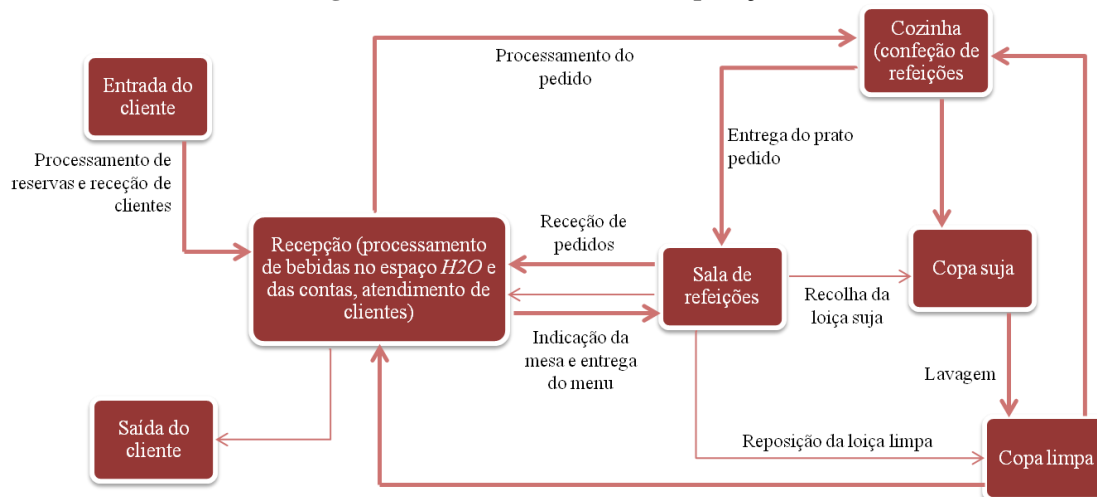 Cozinha
(confeção de
refeições
Processamento do
pedido
Entrada do
cliente
Entrega do prato
pedido
Processamento de
reservas e receção de
clientes
Recepção (processamento
de bebidas no espaço H2O e
das contas, atendimento de
clientes)
Receção de
pedidos
Sala de
refeições
Copa suja
Recolha da
loiça suja
Indicação da
mesa e entrega
do menu
Lavagem
Saída do
cliente
Reposição da loiça limpa
Copa limpa